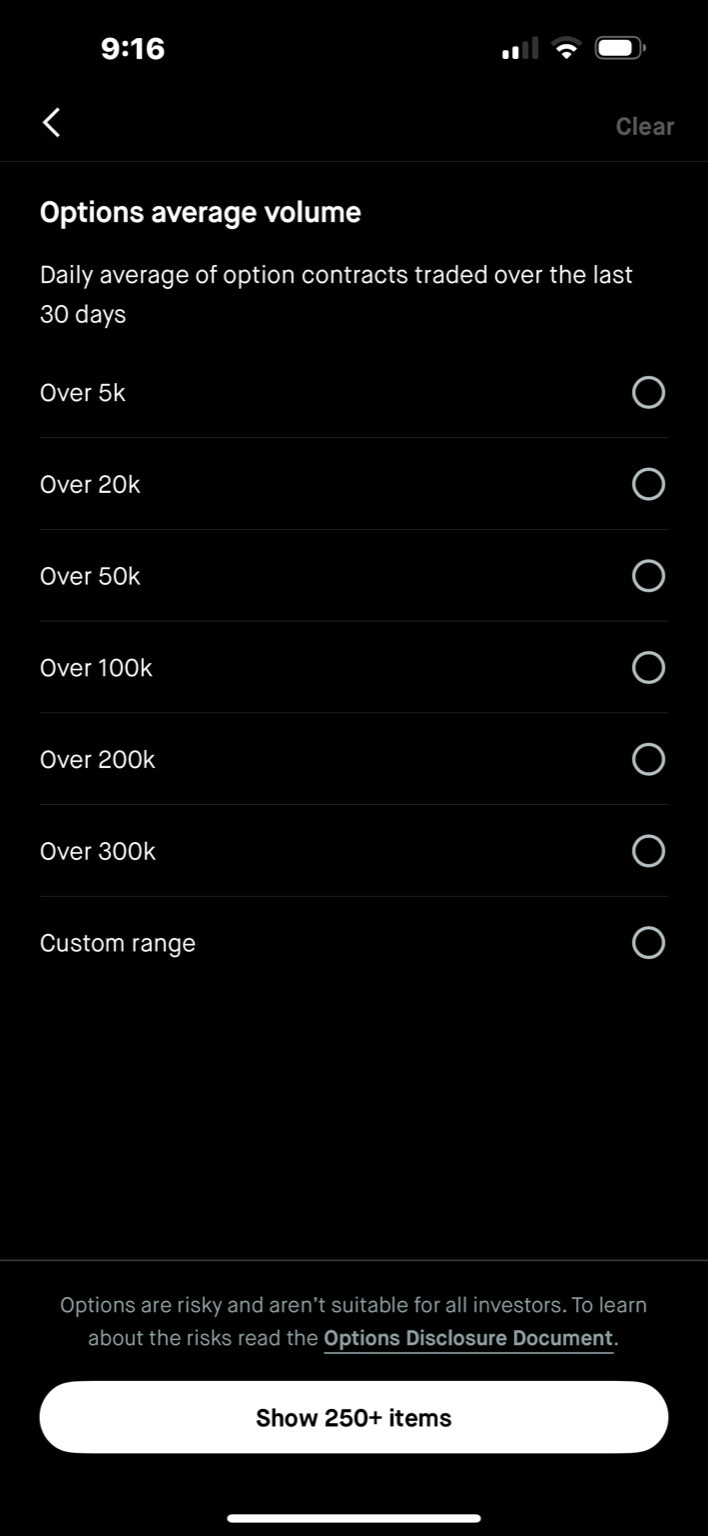 9:16
Clear
Options average volume
Daily average of option contracts traded over the last
30 days
Over 5k
Over 20k
Over 50k
Over 100k
Over 200k
Over 300k
Custom range
Options are risky and aren’t suitable for all investors. To learn
about the risks read the Options Disclosure Document.
Show 250+ items